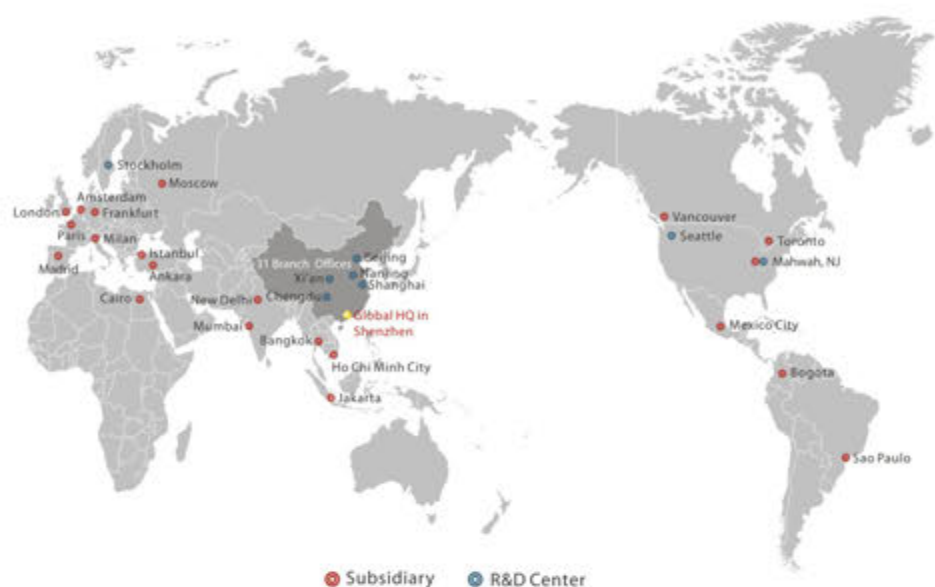 Stockholm
Moscow
Amsterdam
London
Frankfurt
Paris
Milan
Istanbul
Madrid
Ankara
Cairo
New Delhi
Mumbai
31 Branch Offices
Beijing
Xi'an
Nanjing
Shanghai
Chengdu
Global HQ in
Shenzhen
Bangkok
Ho Chi Minh City
Jakarta
Vancouver
Seattle
Toronto
Mahwah, NJ
Mexico City
Bogota
Sao Paulo
Subsidiary
R&D Center